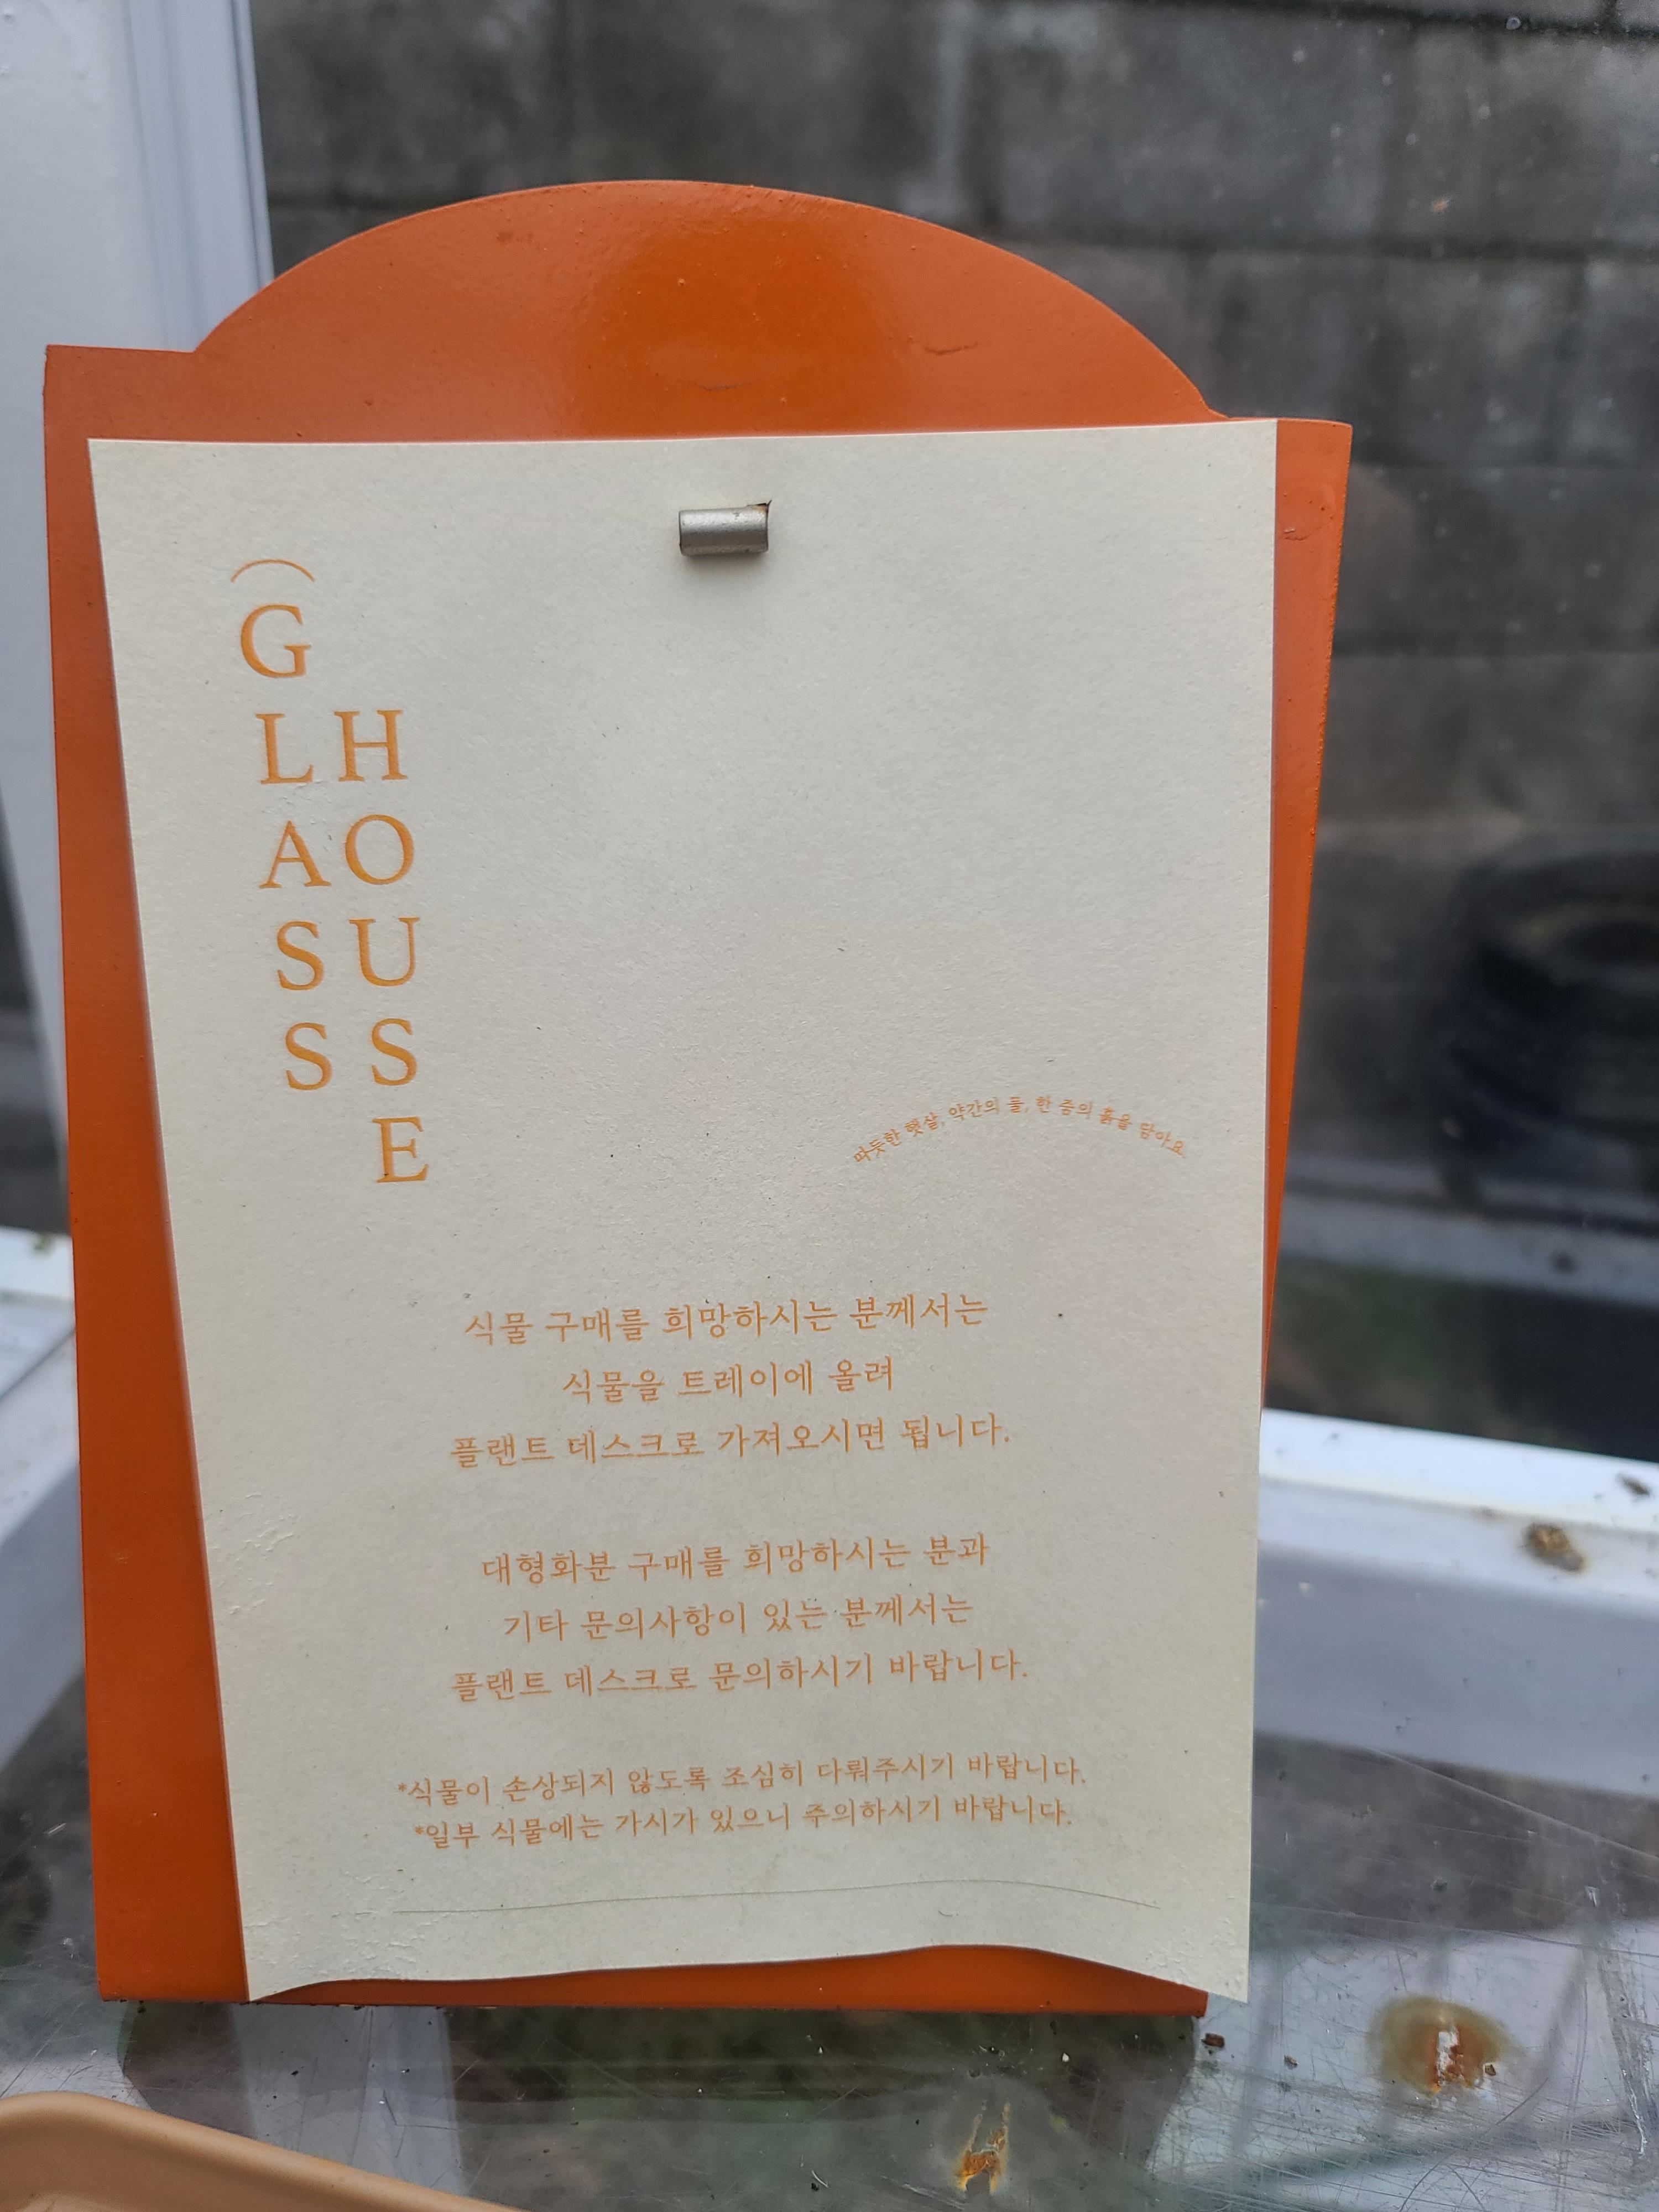 GLASS
HOUSE
따듯한 햇살, 약간의 풀, 한 줌의 흙을 담아요
식물 구매를 희망하시는 분께서는
식물을 트레이에 올려
플랜트 데스크로 가져오시면 됩니다.
대형화분 구매를 희망하시는 분과
기타 문의사항이 있는 분께서는
플랜트 데스크로 문의하시기 바랍니다.
*식물이 손상되지 않도록 조심히 다뤄주시기 바랍니다.
*일부 식물에는 가시가 있으니 주의하시기 바랍니다.